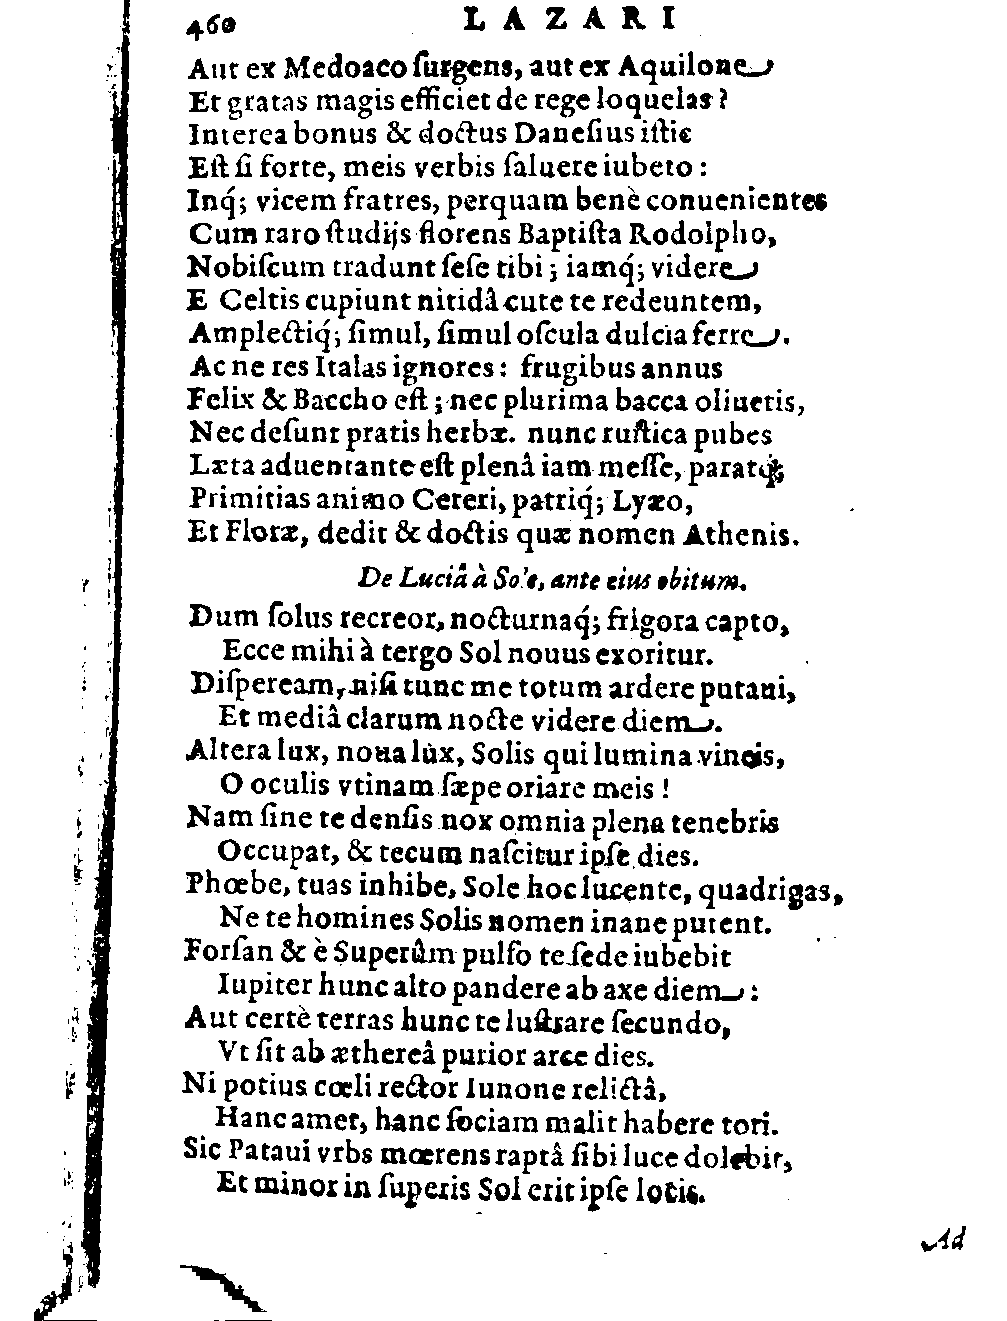 460 LAZARI
Aut ex Medoaco ſurgens, aut ex Aquilone
Et gratas magis efficiet de rege loquelas?
Interea bonus & doctus Daneſius iſtic
Eſt ſi forte, meis verbis ſaluere iubeto:
Inq́; vicem fratres, perquam benè conuenientes
Cum raro ſtudijs florens Baptiſta Rodolpho,
Nobiſcum tradunt ſeſe tibi; iamq́; videre
E Celtis cupiunt nitidâ cute te redeuntem,
Amplectiq́; ſimul, ſimul oſcula dulcia ferre.
Ac ne res Italas ignores: frugibus annus
Felix & Baccho eſt; nec plurima bacca oliuetis,
Nec deſunt pratis herbæ. nunc ruſtica pubes
Læta aduentante eſt plenâ iam meſſe, paratq́;
Primitias animo Cereri, patriq́; Lyæo,
Et Floræ, dedit & doctis quæ nomen Athenis.
De Luciâ à Sole, ante eius obitum.
Dum ſolus recreor, nocturnaq́; frigora capto,
Ecce mihi à tergo Sol nouus exoritur.
Diſpeream, niſi tunc me totum ardere putaui,
Et mediâ clarum nocte videre diem.
Altera lux, noua lux, Solis qui lumina vincis,
O oculis vtinam ſæpe oriare meis!
Nam ſine te denſis nox omnia plena tenebris
Occupat, & tecum naſcitur ipſe dies.
Phœbe, tuas inhibe, Sole hoc lucente, quadrigas,
Ne te homines Solis nomen inane putent.
Forſan & è Superûm pulſo te ſede iubebit
Iupiter hunc alto pandere ab axe diem:
Aut certè terras hunc te luſtrare ſecundo,
Vt ſit ab æthereâ purior arce dies.
Ni potius cœli rector Iunone relictâ,
Hanc amet, hanc ſociam malit habere tori.
Sic Pataui vrbs mœrens raptâ ſibi luce dolebit,
Et minor in ſuperis Sol erit ipſe locis.
Ad